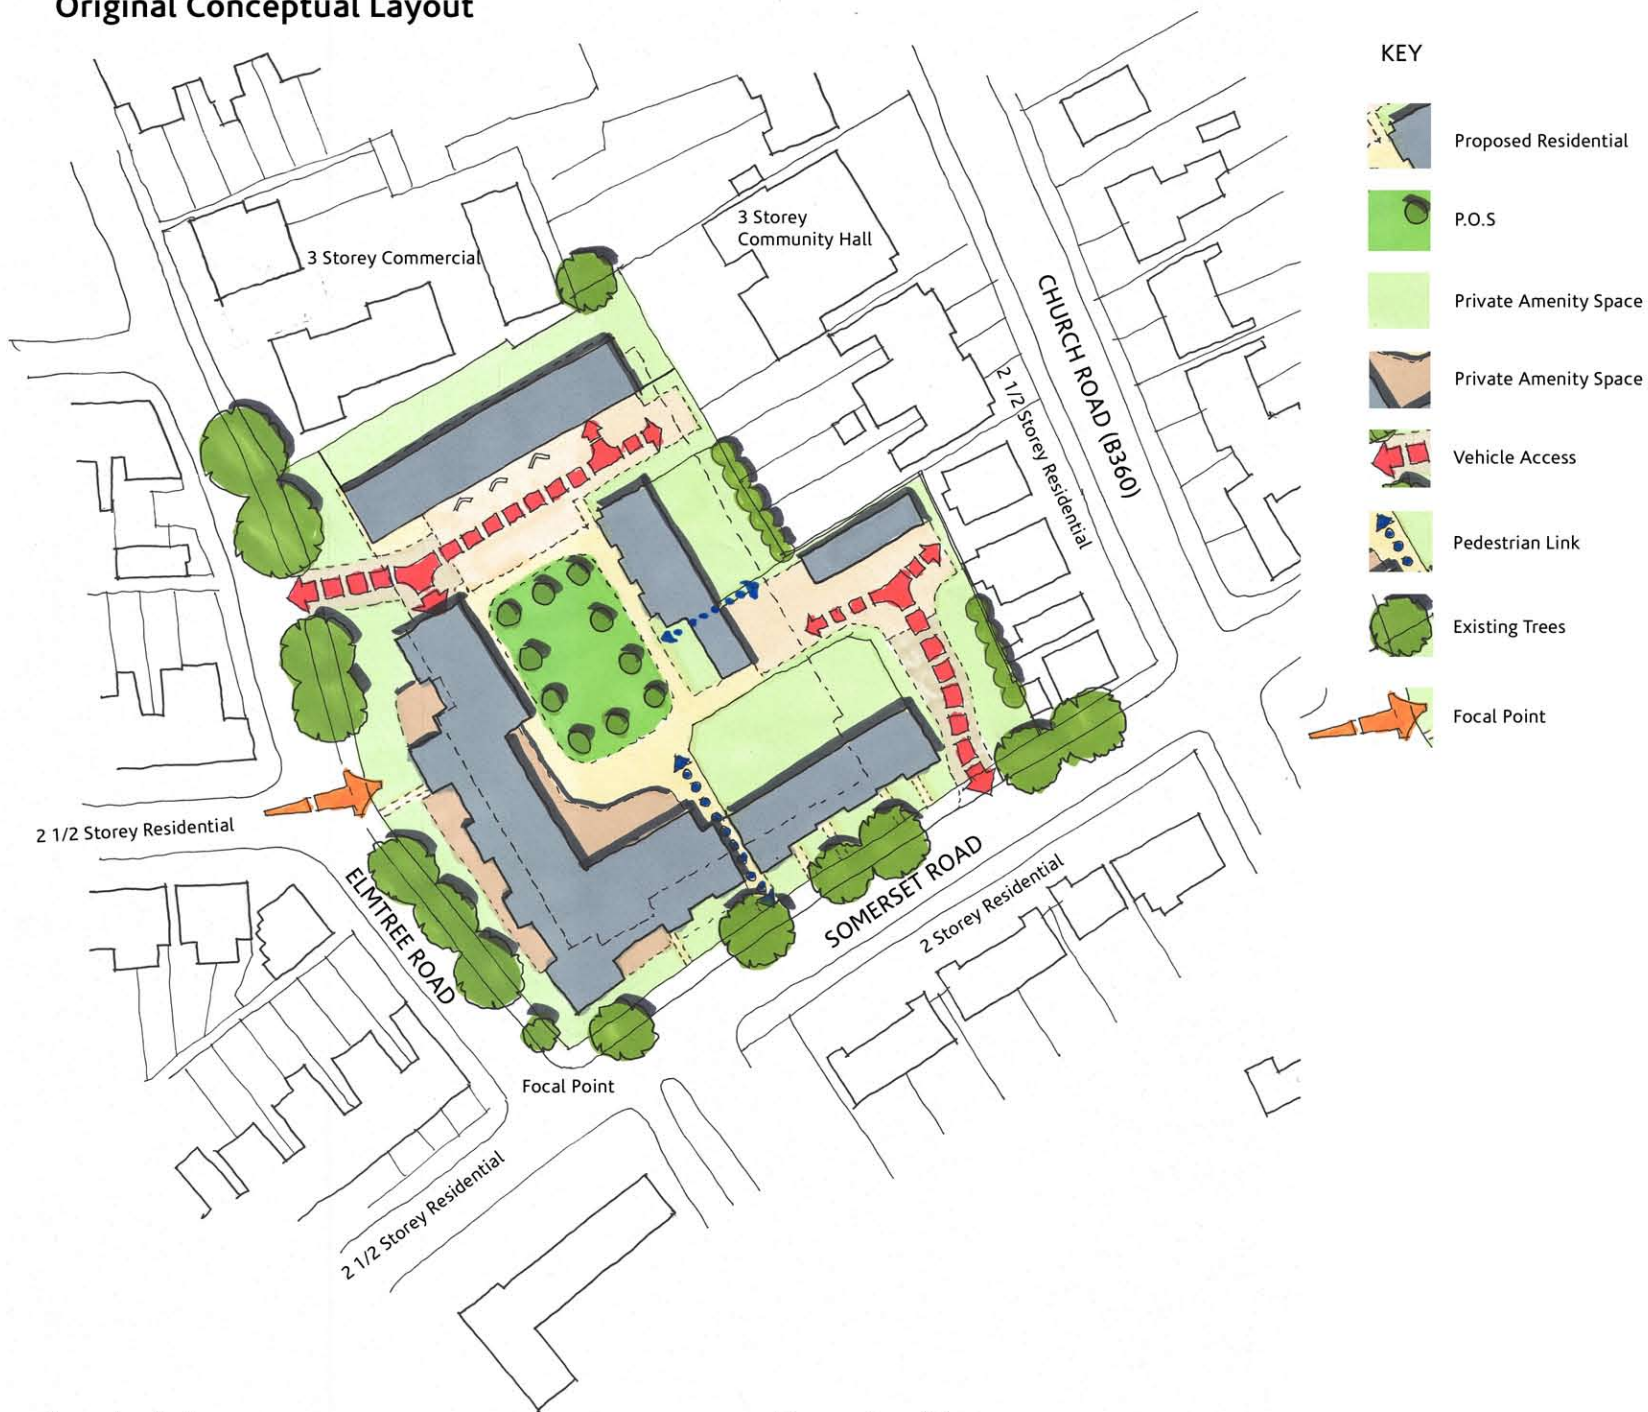 Original Conceptual Layout
KEY
Proposed Residential
P.O.S
Private Amenity Space
Private Amenity Space
Vehicle Access
Pedestrian Link
Existing Trees
Focal Point
3 Storey
Community Hall
3 Storey Commercial
CHURCH ROAD (B360)
2 1/2 Storey Residential
2 1/2 Storey Residential
ELMTREE ROAD
SOMERSET ROAD
2 Storey Residential
Focal Point
2 1/2 Storey Residential